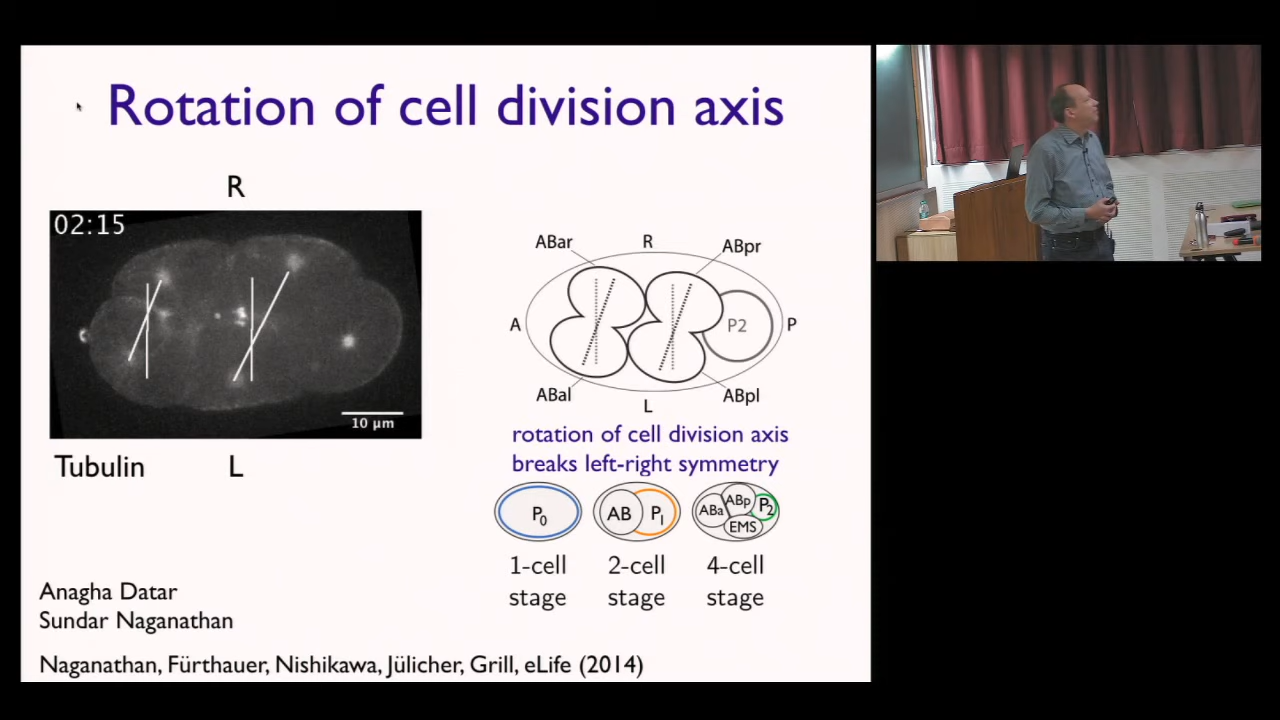 Rotation of cell division axis
R
02:15
10 μm
Tubulin
L
ABar
R
ABpr
A
P2
P
ABal
L
ABpl
rotation of cell division axis
breaks left-right symmetry
P0
AB
P1
ABa
ABp
P2
EMS
1-cell
stage
2-cell
stage
4-cell
stage
Anagha Datar
Sundar Naganathan
Naganathan, Fürthauer, Nishikawa, Jülicher, Grill, eLife (2014)